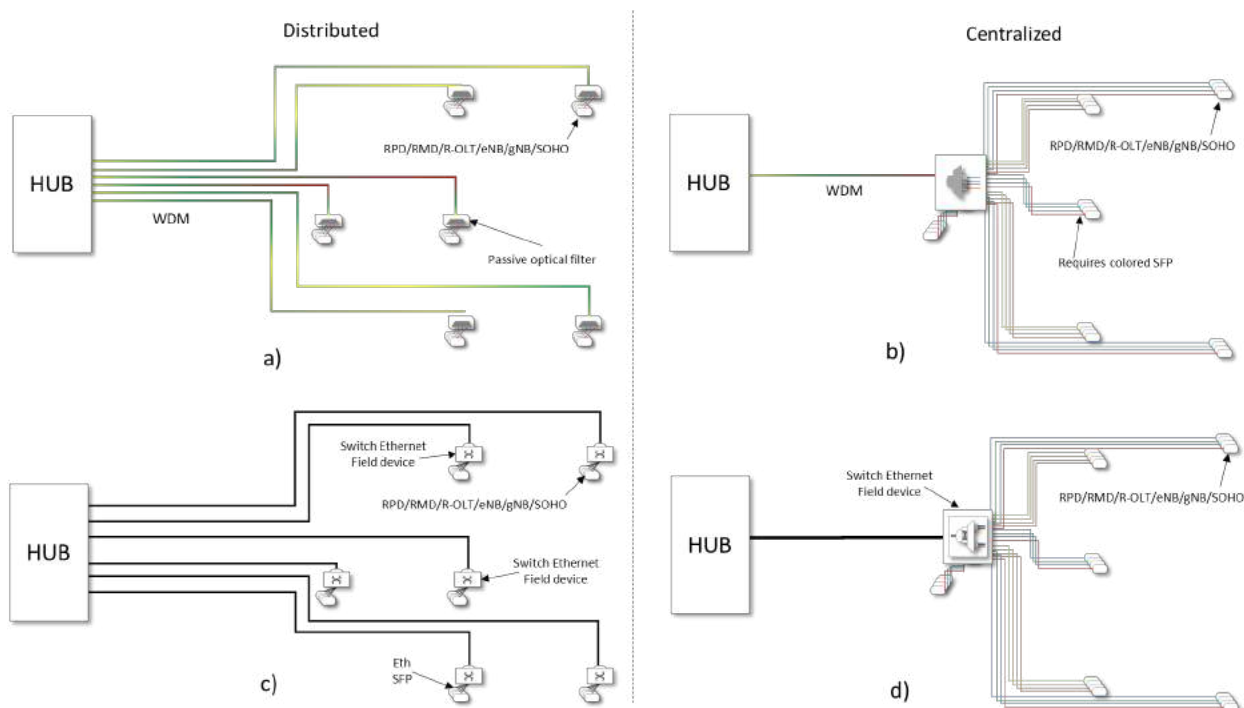 Distributed
HUB
WDM
RPD/RMD/R-OLT/eNB/gNB/SOHO
Passive optical filter
a)
Centralized
HUB
WDM
RPD/RMD/R-OLT/eNB/gNB/SOHO
Requires colored SFP
b)
HUB
Switch Ethernet
Field device
RPD/RMD/R-OLT/eNB/gNB/SOHO
Switch Ethernet
Field device
Eth
SFP
c)
HUB
Switch Ethernet
Field device
RPD/RMD/R-OLT/eNB/gNB/SOHO
d)